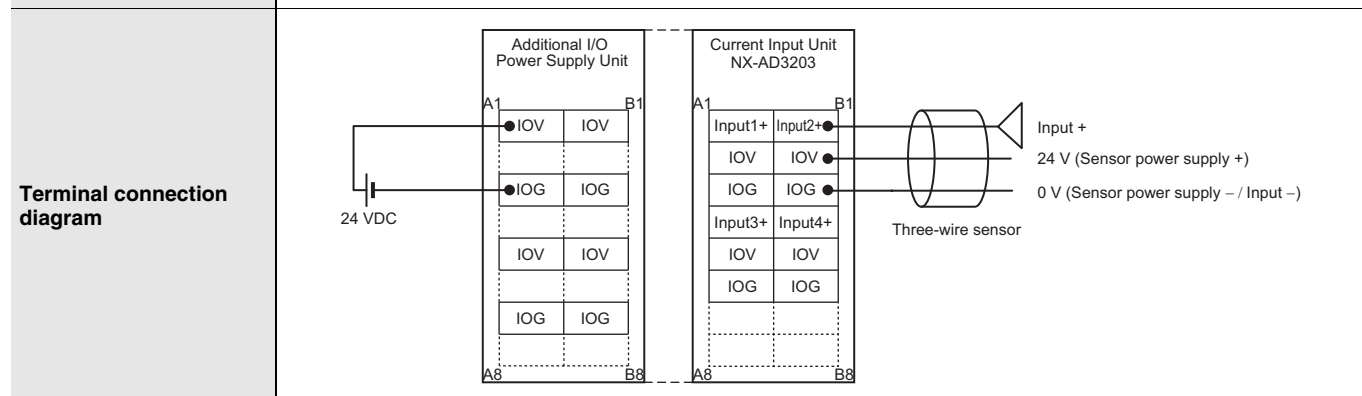 Terminal connection
diagram
Additional I/O
Power Supply Unit
A1
B1
IOV
IOV
IOG
IOG
IOV
IOV
IOG
IOG
A8
B8
24 VDC
Current Input Unit
NX-AD3203
A1
B1
Input1+
Input2+
IOV
IOV
IOG
IOG
Input3+
Input4+
IOV
IOV
IOG
IOG
A8
B8
Input +
24 V (Sensor power supply +)
0 V (Sensor power supply − / Input −)
Three-wire sensor